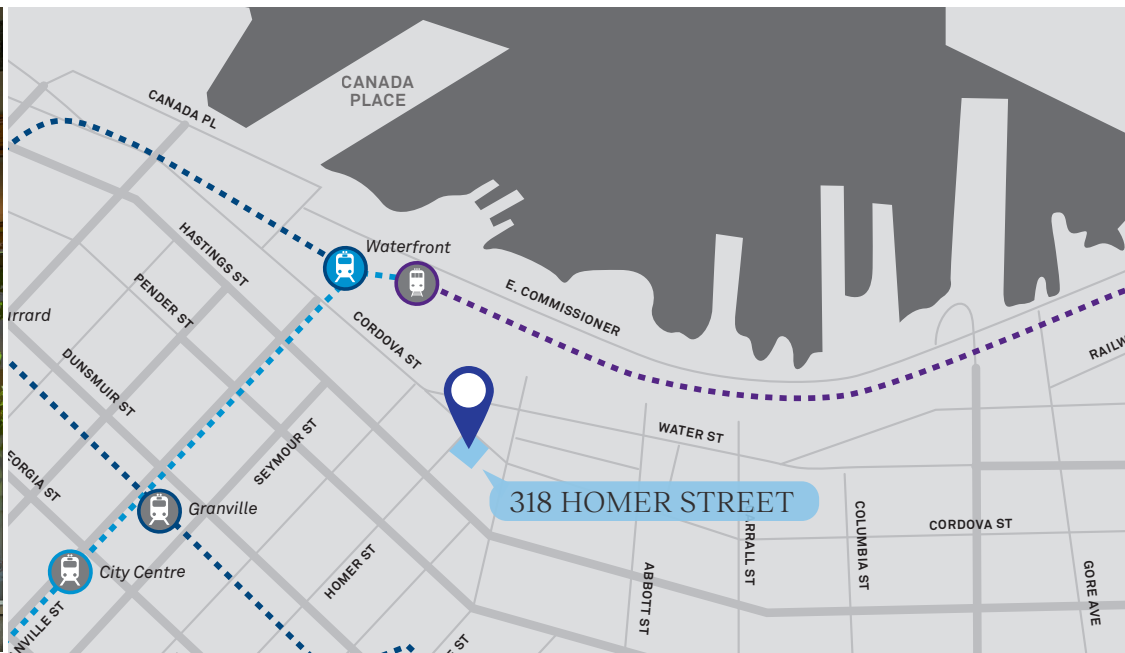 CANADA
PLACE
CANADA PL
Waterfront
HASTINGS ST
E. COMMISSIONER
PENDER ST
urrard
CORDOVA ST
RAILW
DUNSMUIR ST
WATER ST
SEYMOUR ST
EORGIA ST
318 HOMER STREET
Granville
ARRALL ST
COLUMBIA ST
CORDOVA ST
City Centre
HOMER ST
ABBOTT ST
GORE AVE
NVILLE ST
E ST